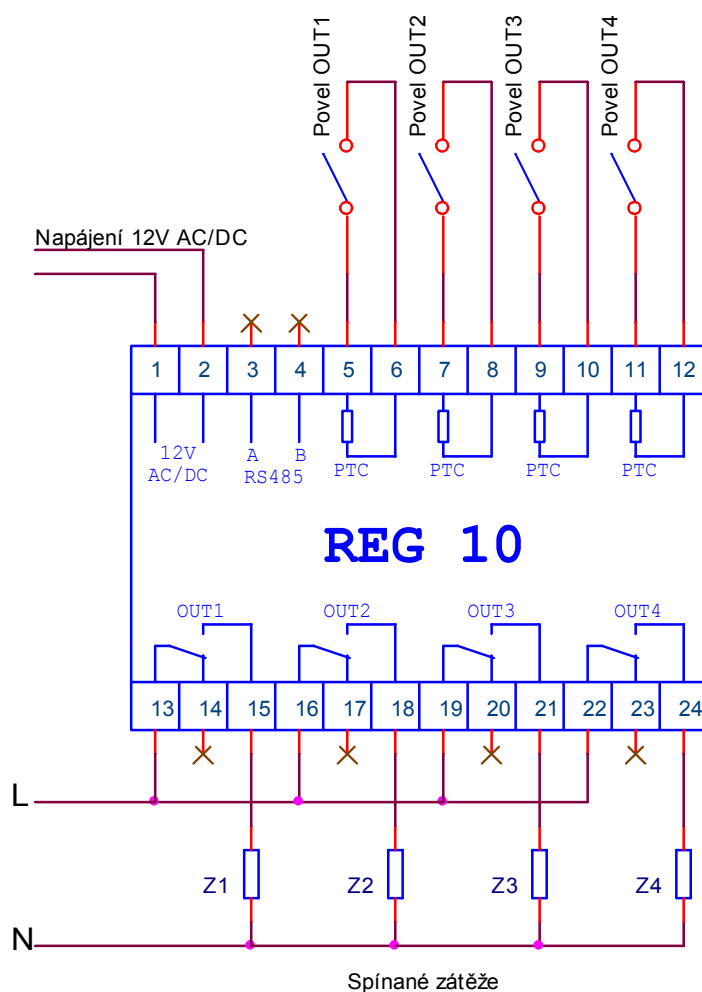 Povel OUT1
Povel OUT2
Povel OUT3
Povel OUT4
Napájení 12V AC/DC
1 2 3 4 5 6 7 8 9 10 11 12
12V
AC/DC
A B
RS485
PTC PTC PTC PTC
REG 10
OUT1 OUT2 OUT3 OUT4
13 14 15 16 17 18 19 20 21 22 23 24
L
Z1 Z2 Z3 Z4
N
Spínané zátěže